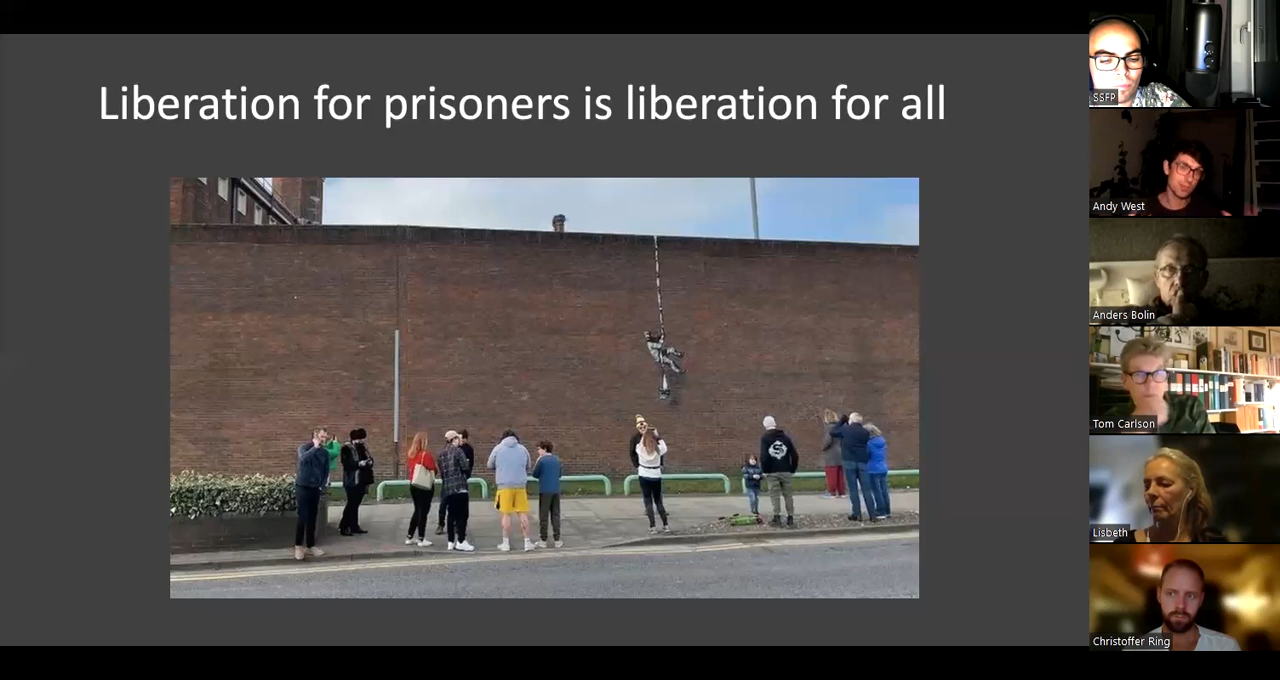 Liberation for prisoners is liberation for all
SSFP
Andy West
Anders Bolin
Tom Carlson
Lisbeth
Christoffer Ring